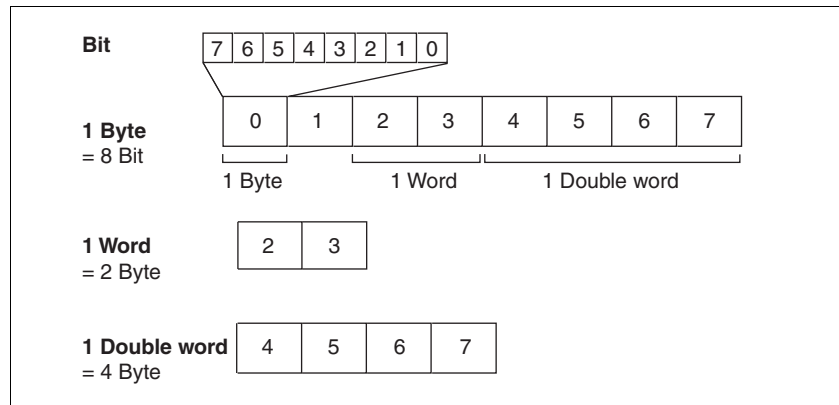 Bit
7 6 5 4 3 2 1 0
0 1 2 3 4 5 6 7
1 Byte
= 8 Bit
1 Byte 1 Word 1 Double word
1 Word
= 2 Byte
2 3
1 Double word
= 4 Byte
4 5 6 7